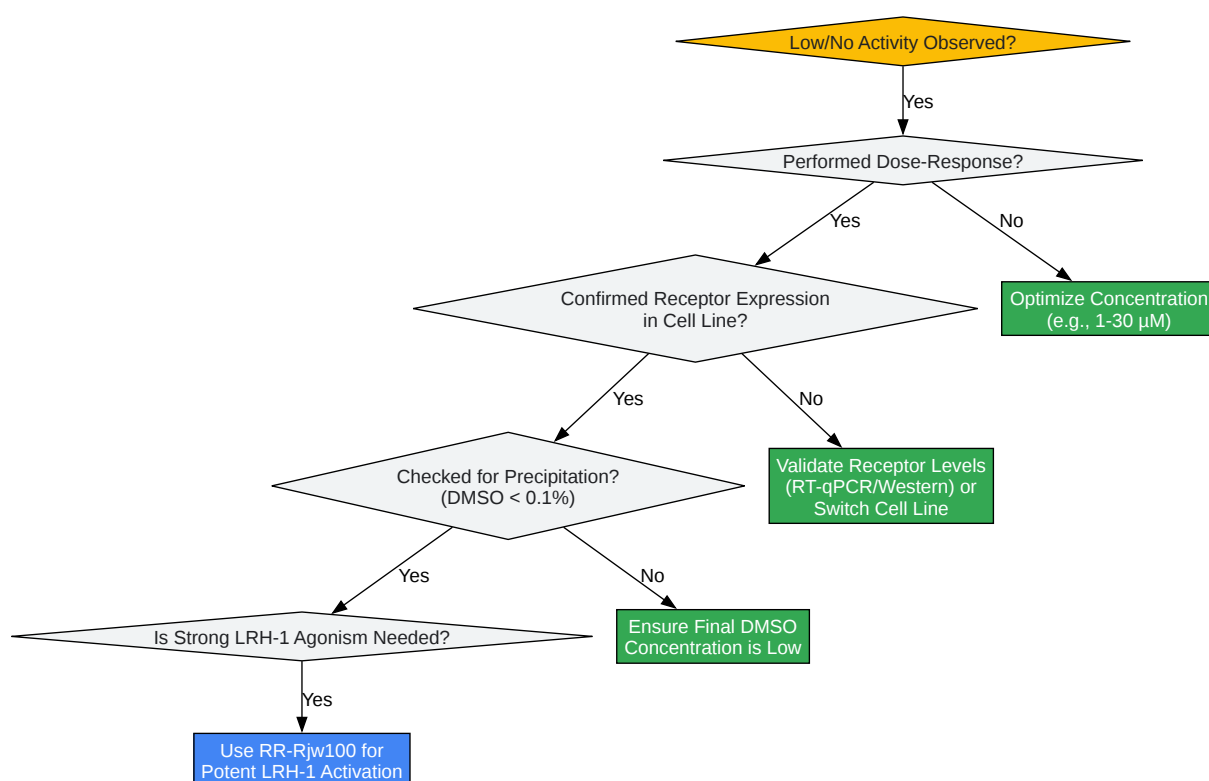 Low/No Activity Observed?
Yes
Performed Dose-Response?
Yes
No
Confirmed Receptor Expression
in Cell Line?
Optimize Concentration
(e.g., 1-30 µM)
Yes
No
Checked for Precipitation?
(DMSO < 0.1%)
Validate Receptor Levels
(RT-qPCR/Western) or
Switch Cell Line
Yes
No
Is Strong LRH-1 Agonism Needed?
Ensure Final DMSO
Concentration is Low
Yes
Use RR-Rjw100 for
Potent LRH-1 Activation